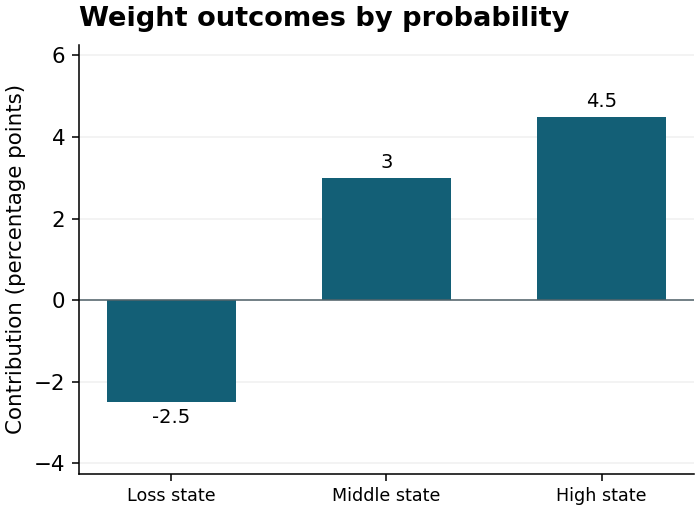 Weight outcomes by probability
Contribution (percentage points)
6
4
2
0
−2
−4
-2.5
3
4.5
Loss state
Middle state
High state